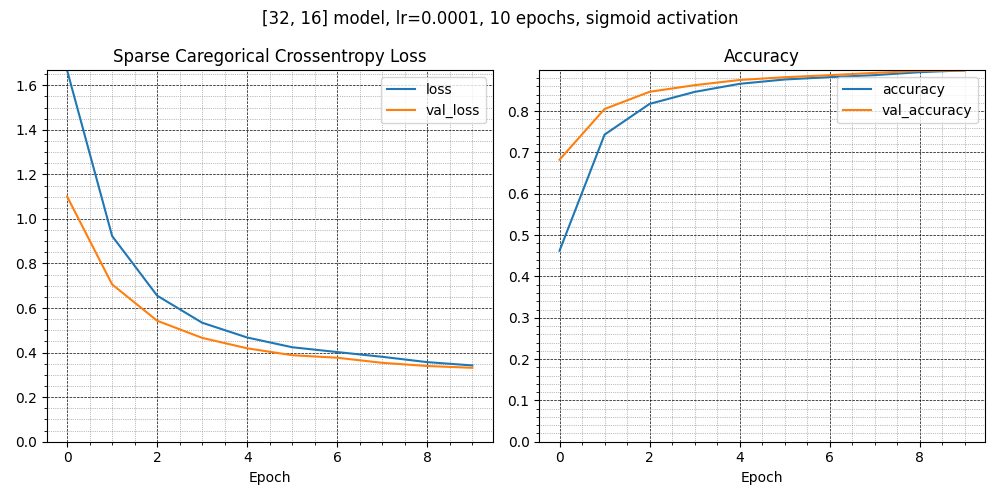 [32, 16] model, lr=0.0001, 10 epochs, sigmoid activation
Sparse Caregorical Crossentropy Loss
1.6
1.4
1.2
1.0
0.8
0.6
0.4
0.2
0.0
0 2 4 6 8
Epoch
loss
val_loss
Accuracy
0.8
0.7
0.6
0.5
0.4
0.3
0.2
0.1
0.0
0 2 4 6 8
Epoch
accuracy
val_accuracy